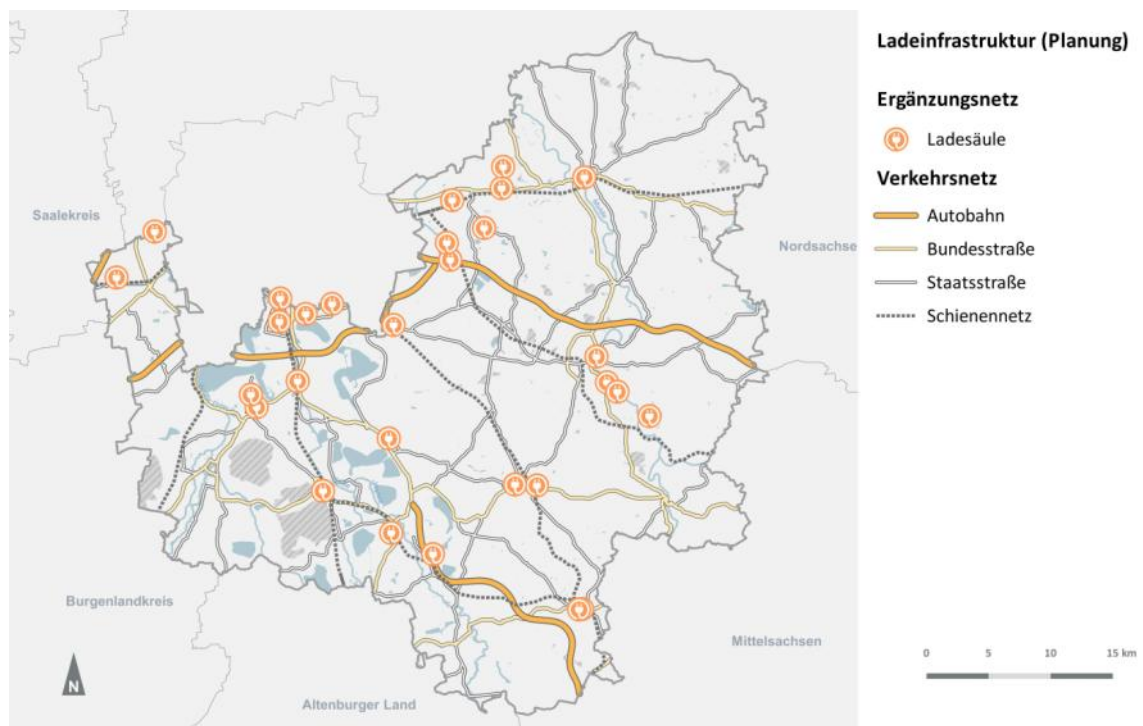 Ladeinfrastruktur (Planung)
Ergänzungsnetz
Ladesäule
Verkehrsnetz
Autobahn
Bundesstraße
Staatsstraße
Schienennetz
Saalekreis
Nordsachse
Burgenlandkreis
Mittelsachsen
Altenburger Land
N
0 5 10 15 km